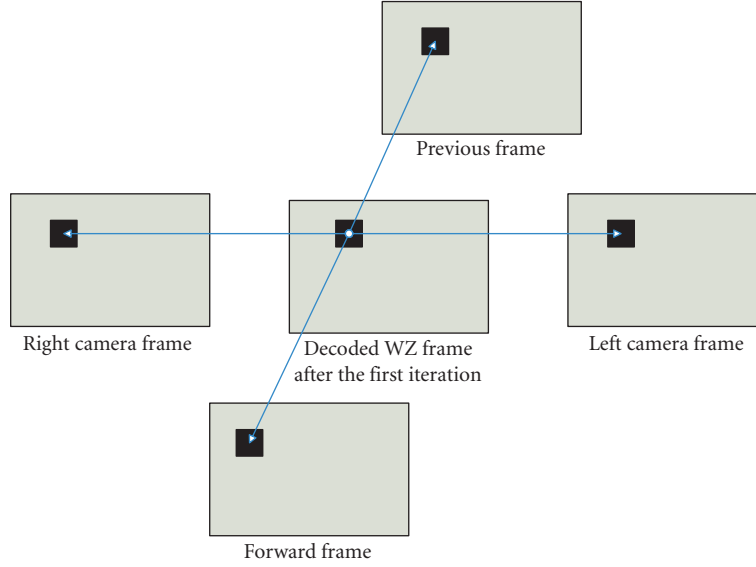 Previous frame
Right camera frame
Decoded WZ frame
after the first iteration
Left camera frame
Forward frame